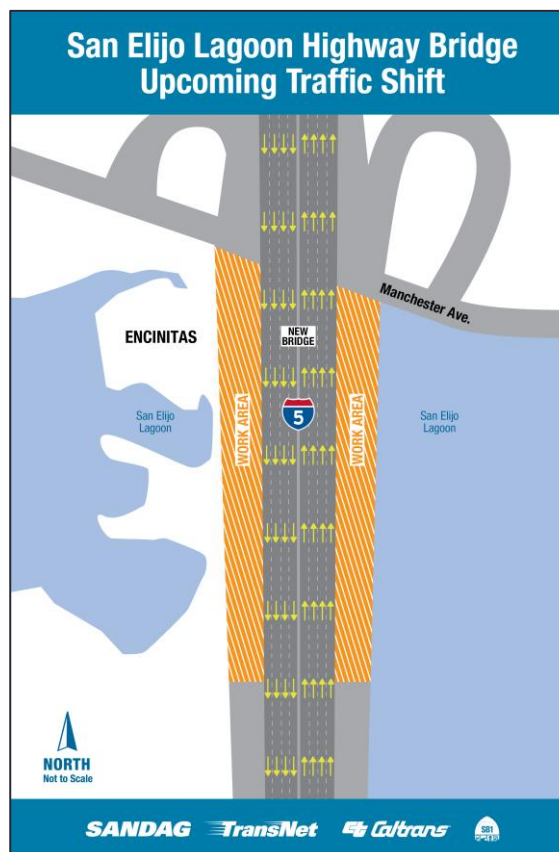 San Elijo Lagoon Highway Bridge
Upcoming Traffic Shift
Manchester Ave.
ENCINITAS
NEW
BRIDGE
San Elijo
Lagoon
WORK AREA
5
WORK AREA
San Elijo
Lagoon
NORTH
Not to Scale
SANDAG TransNet Caltrans SB1